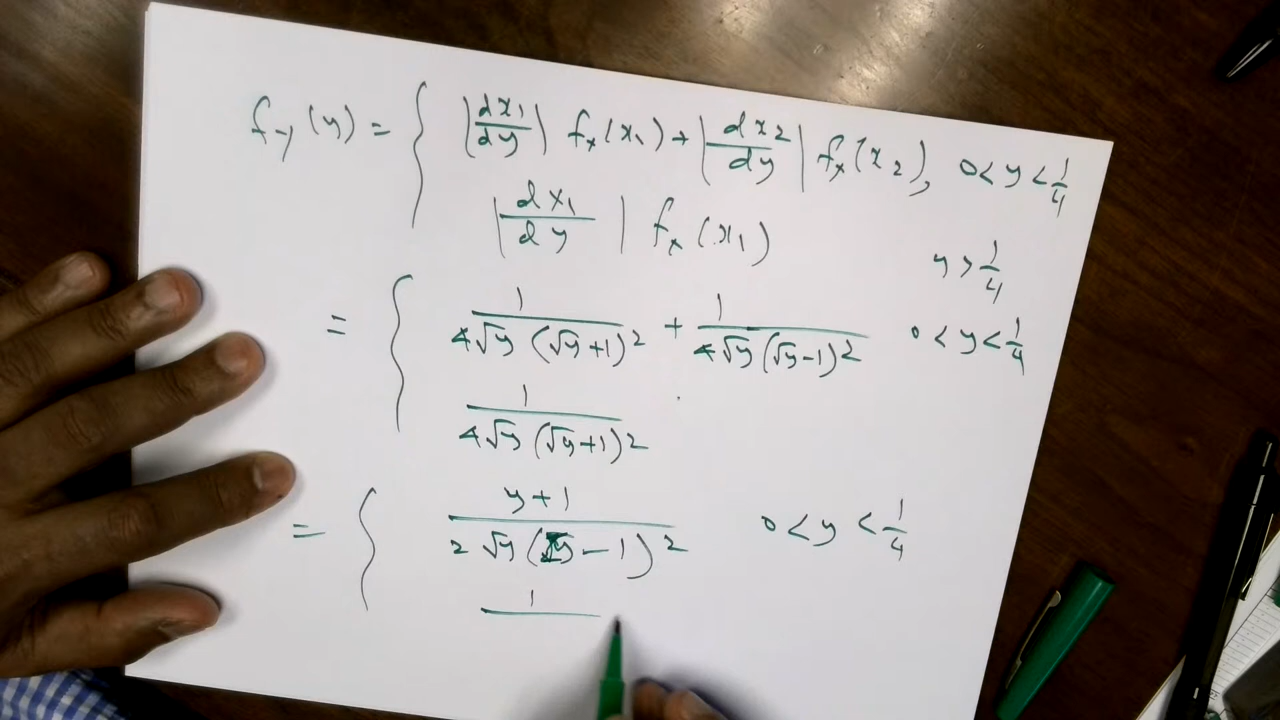 f_Y(y) = { |dx₁/dy| f_X(x₁) + |dx₂/dy| f_X(x₂), 0 < y < 1/4
|dx₁/dy| f_X(x₁) y > 1/4
= { 1/(4√y (√y+1)²) + 1/(4√y (√y-1)²) 0 < y < 1/4
1/(4√y (√y+1)²)
= { (y+1)/(2√y (y-1)²) 0 < y < 1/4
1